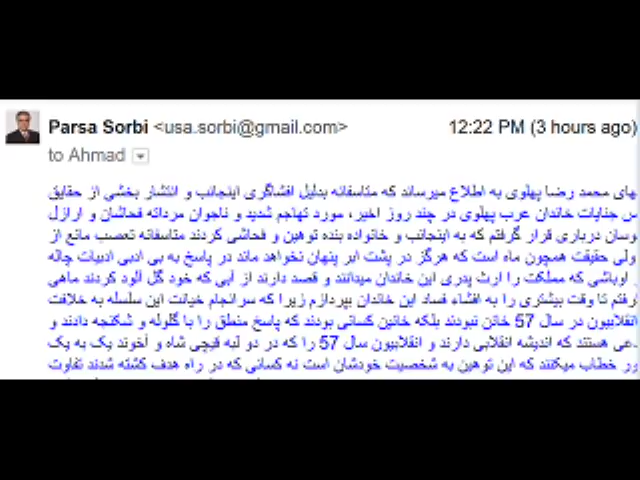 Parsa Sorbi <usa.sorbi@gmail.com> 12:22 PM (3 hours ago)
to Ahmad
های محمد رضا پهلوی به اطلاع میرساند که متاسفانه بدلیل افشاگری اینجانب و انتشار بخشی از حقایق
س جنایات خاندان عرب پهلوی در چند روز اخیر، مورد تهاجم شدید و ناجوان مردانه فحاشان و ارازل
وسان درباری قرار گرفتم که به اینجانب و خانواده بنده توهین و فحاشی کردند متاسفانه تعصب مانع از
ولی حقیقت همچون ماه است که هرگز در پشت ابر پنهان نخواهد ماند در پاسخ به بی ادبی ادبیات چاله
اوباشی که مملکت را ارث پدری این خاندان میدانند و قصد دارند از آبی که خود گل آلود کردند ماهی
رفتم تا وقت بیشتری را به افشاء فساد این خاندان بپردازم زیرا که سرانجام خیانت این سلسله به خلافت
انقلابیون در سال 57 خائن نبودند بلکه خائنین کسانی بودند که پاسخ منطق را با گلوله و شکنجه دادند و
عی هستند که اندیشه انقلابی دارند و انقلابیون سال 57 را که در دو لبه قیچی شاه و آخوند یک به یک
ور خطاب میکنند که این توهین به شخصیت خودشان است نه کسانی که در راه هدف کشته شدند تفاوت